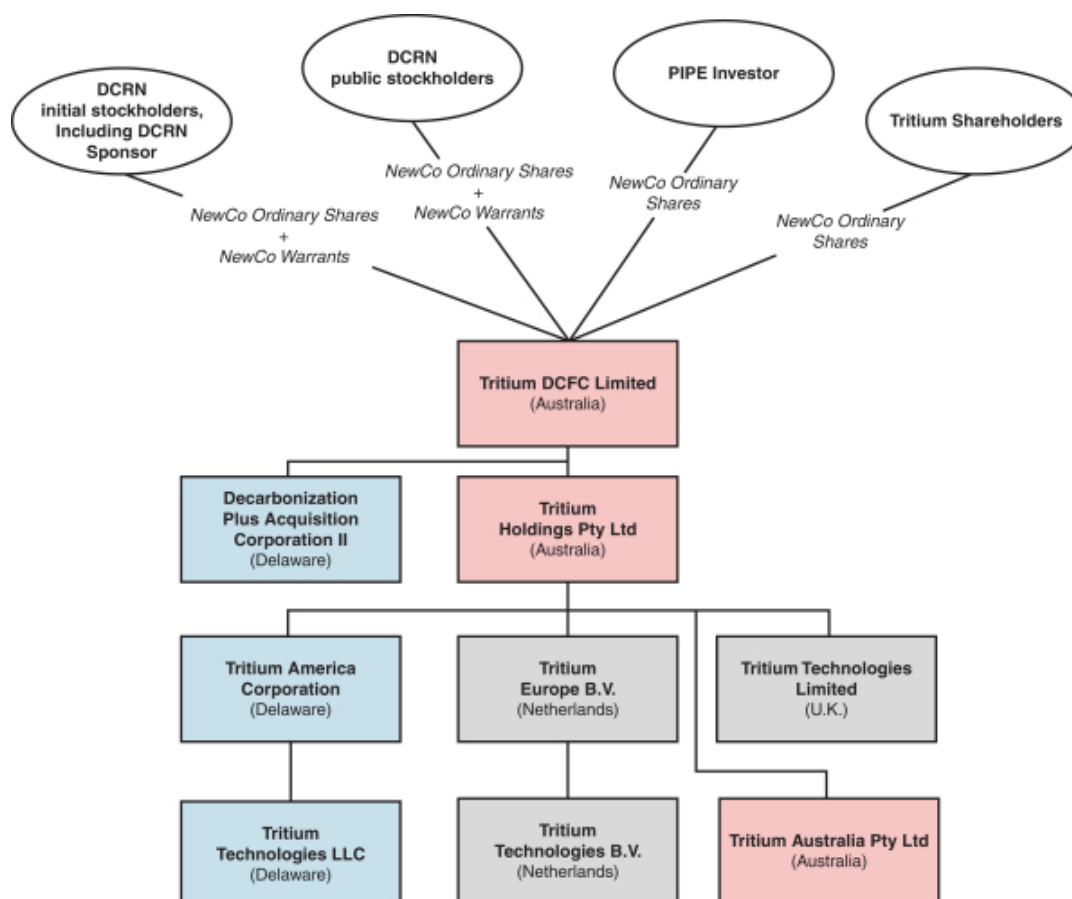 DCRN
initial stockholders,
Including DCRN
Sponsor
DCRN
public stockholders
PIPE Investor
Tritium Shareholders
NewCo Ordinary Shares
+
NewCo Warrants
NewCo Ordinary Shares
+
NewCo Warrants
NewCo Ordinary
Shares
NewCo Ordinary
Shares
Tritium DCFC Limited
(Australia)
Decarbonization
Plus Acquisition
Corporation II
(Delaware)
Tritium
Holdings Pty Ltd
(Australia)
Tritium America
Corporation
(Delaware)
Tritium
Europe B.V.
(Netherlands)
Tritium Technologies
Limited
(U.K.)
Tritium
Technologies LLC
(Delaware)
Tritium
Technologies B.V.
(Netherlands)
Tritium Australia Pty Ltd
(Australia)